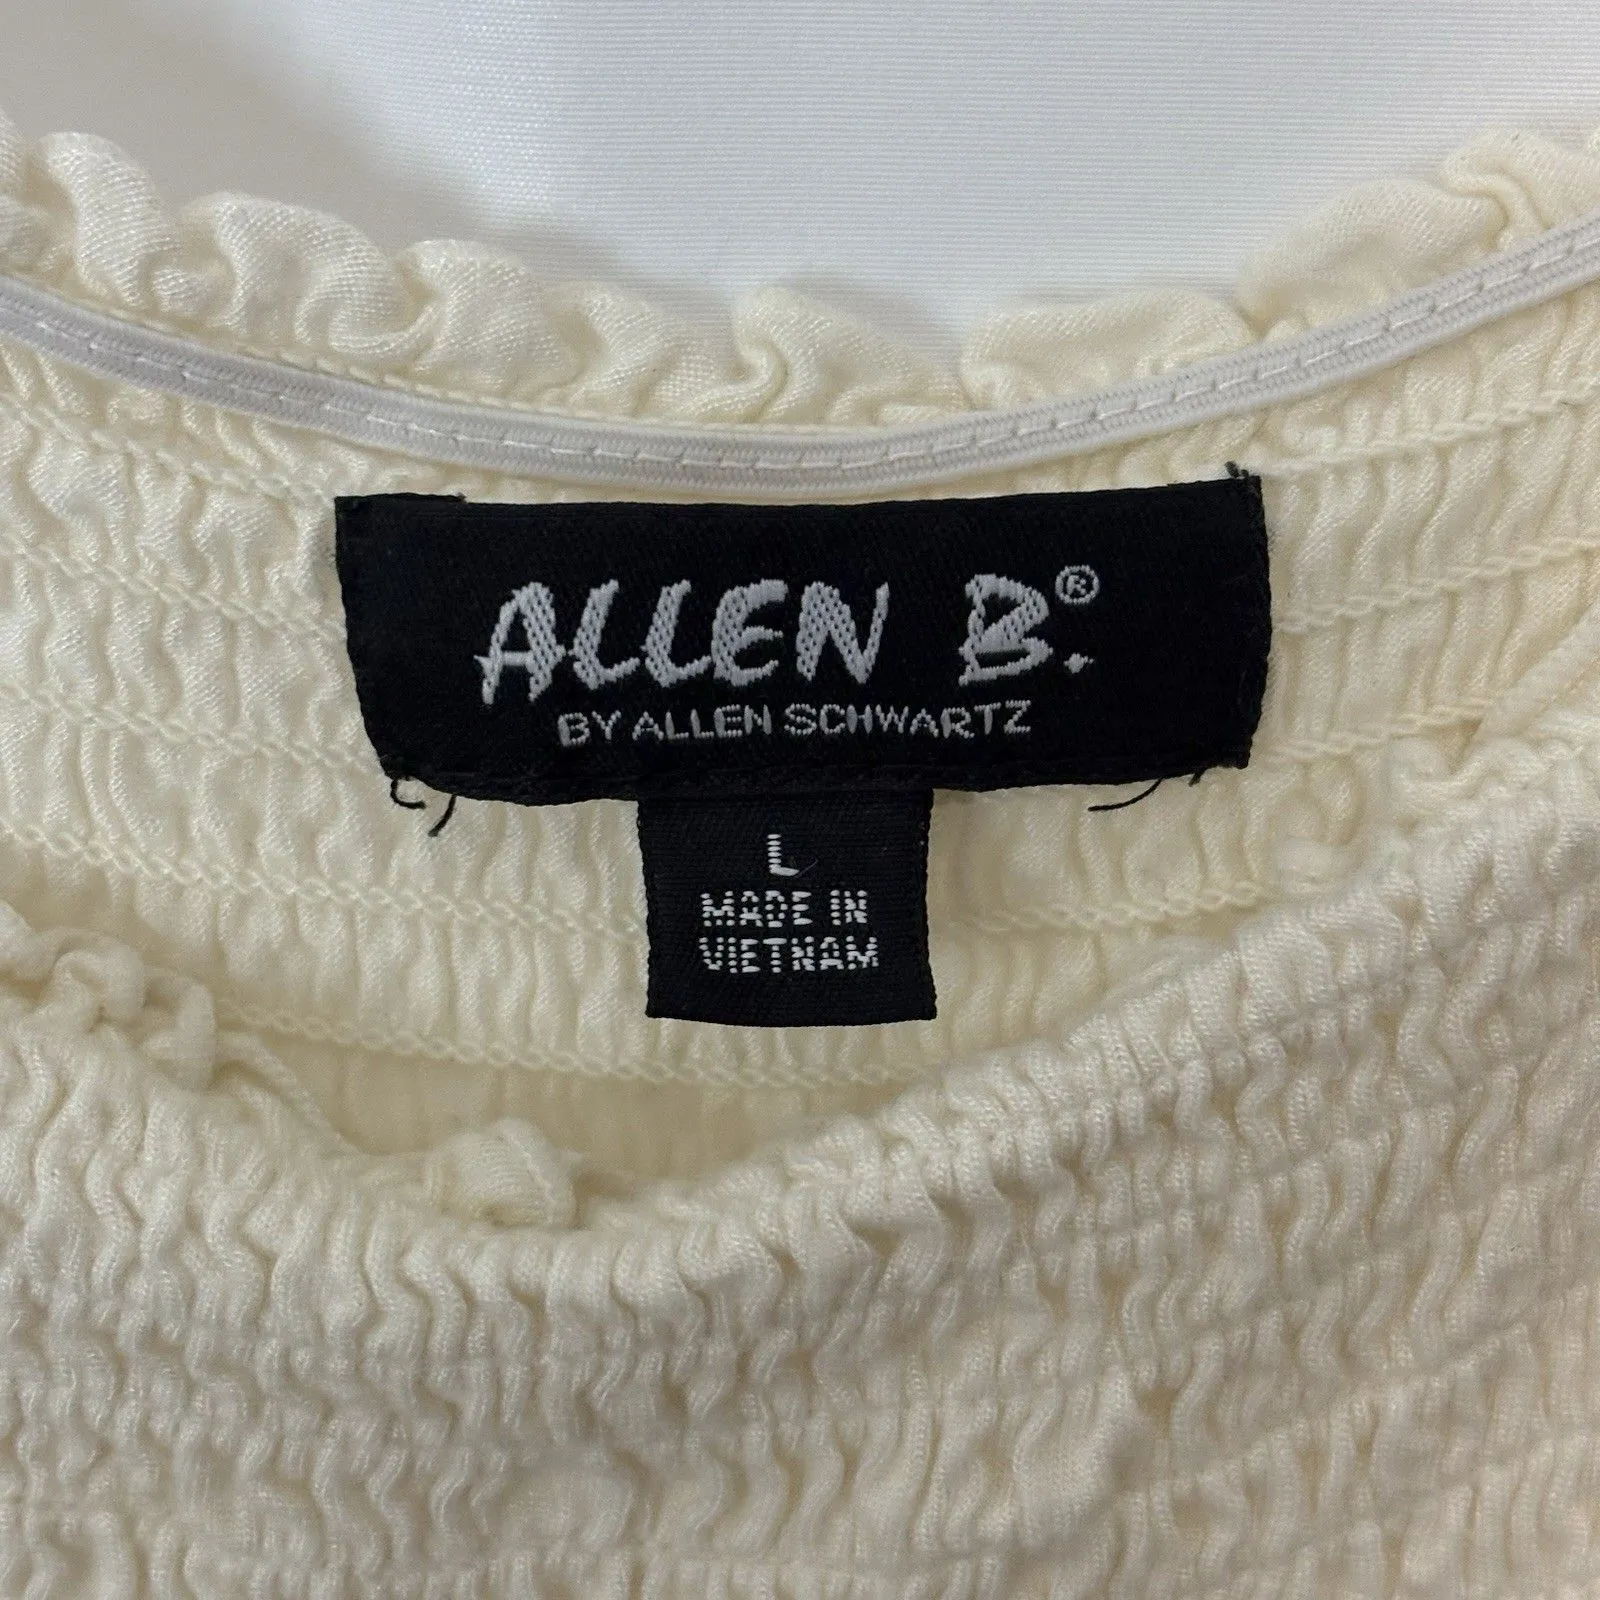 ALLEN B.®
BY ALLEN SCHWARTZ
L
MADE IN
VIETNAM